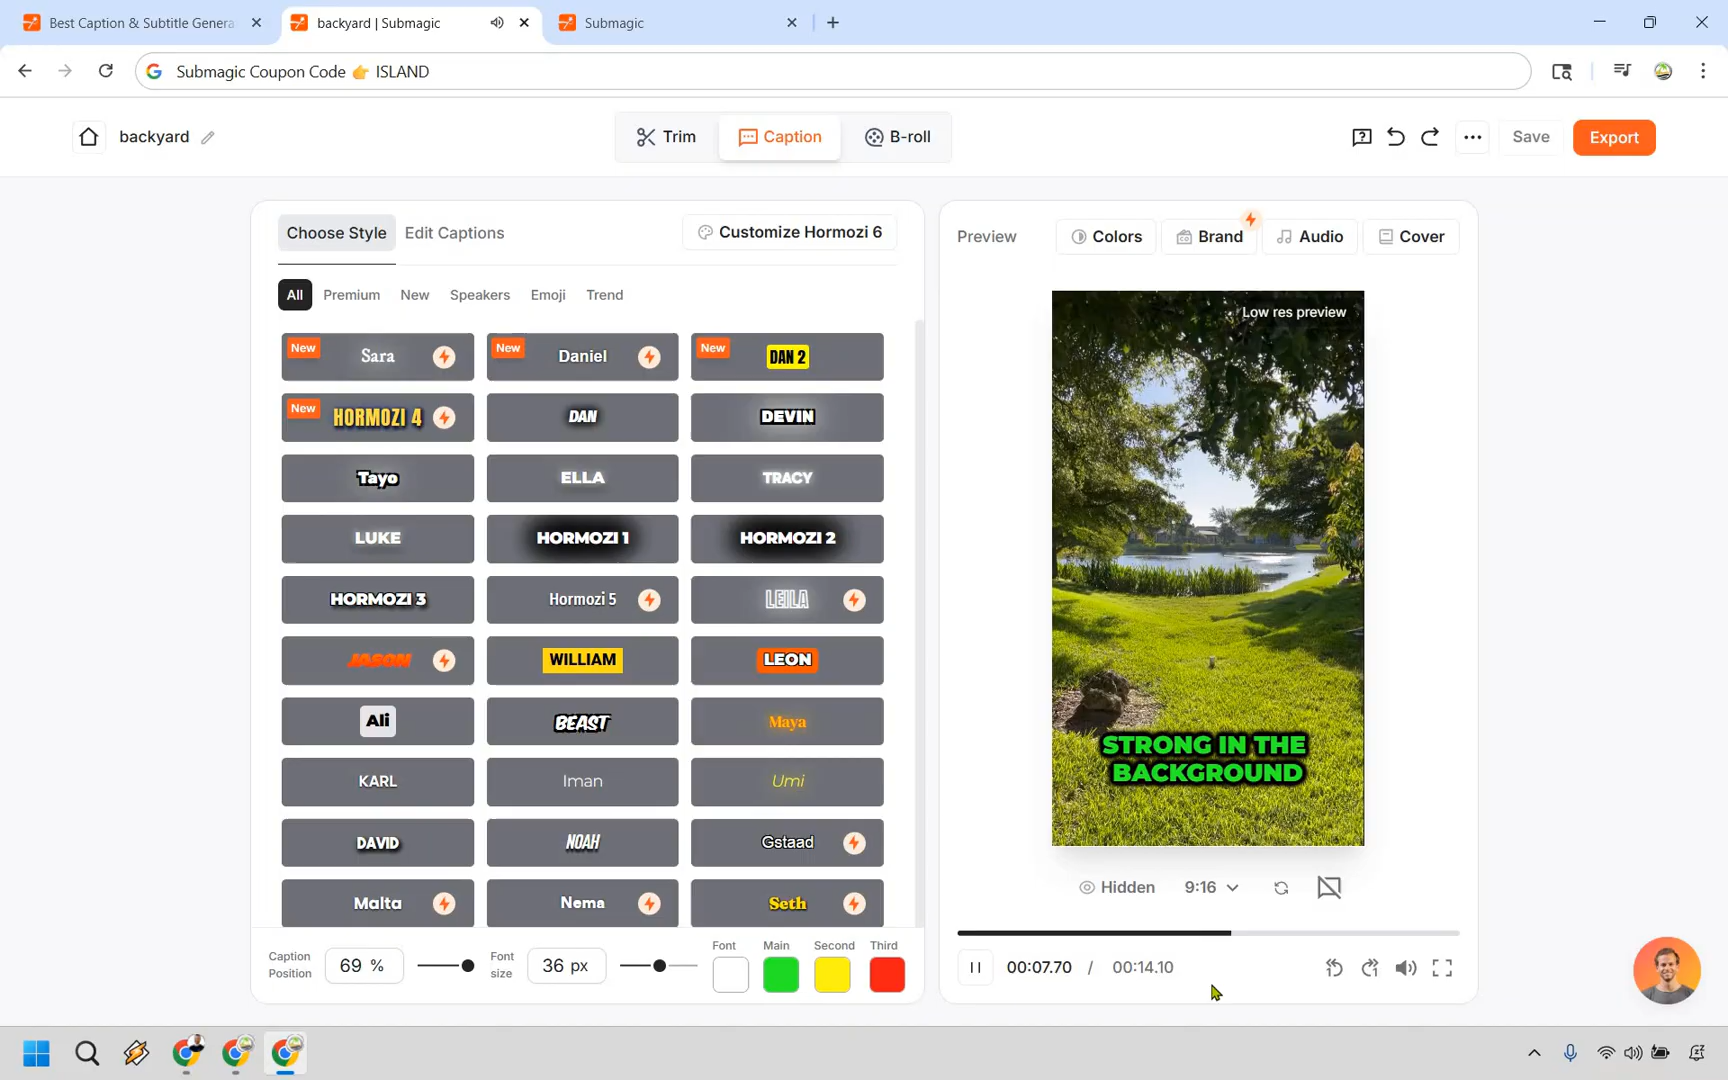 Best Caption & Subtitle Genera
backyard | Submagic
Submagic
Submagic Coupon Code 👉 ISLAND
backyard
Trim
Caption
B-roll
Save
Export
Choose Style
Edit Captions
Customize Hormozi 6
All
Premium
New
Speakers
Emoji
Trend
New
Sara
New
Daniel
New
DAN 2
New
HORMOZI 4
DAN
DEVIN
Tayo
ELLA
TRACY
LUKE
HORMOZI 1
HORMOZI 2
HORMOZI 3
Hormozi 5
LEILA
JASON
WILLIAM
LEON
Ali
BEAST
Maya
KARL
Iman
Umi
DAVID
NOAH
Gstaad
Malta
Nema
Seth
Caption
Position
69 %
Font
size
36 px
Font
Main
Second
Third
Preview
Colors
Brand
Audio
Cover
Low res preview
STRONG IN THE
BACKGROUND
Hidden
9:16
00:07.70 / 00:14.10